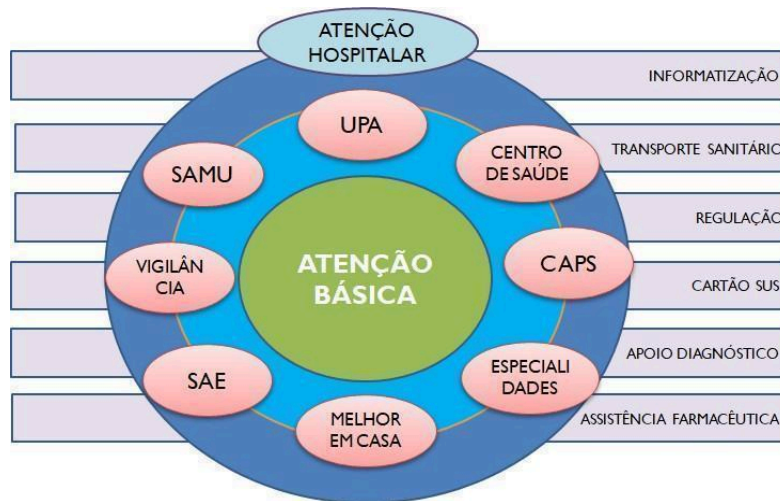 ATENÇÃO
HOSPITALAR
INFORMATIZAÇÃO
UPA
CENTRO
DE SAÚDE
TRANSPORTE SANITÁRIO
SAMU
REGULAÇÃO
ATENÇÃO
BÁSICA
VIGILÂN
CIA
CAPS
CARTÃO SUS
SAE
ESPECIALI
DADES
APOIO DIAGNÓSTICO
MELHOR
EM CASA
ASSISTÊNCIA FARMACÊUTICA